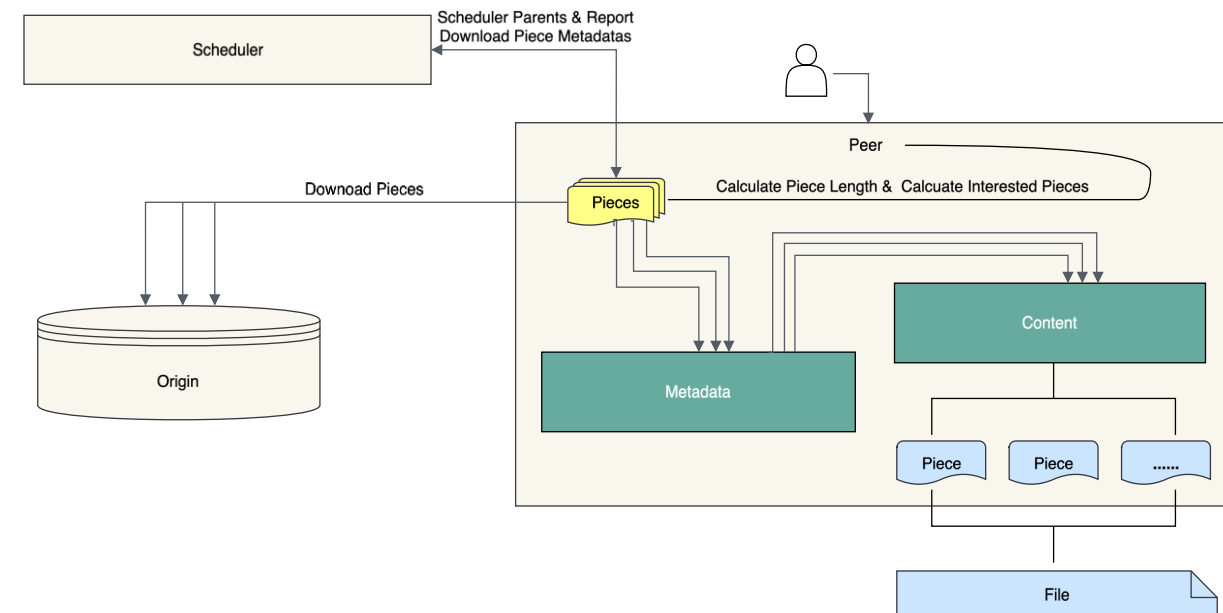 Scheduler Parents & Report
Download Piece Metadatas
Scheduler
Peer
Downoad Pieces
Calculate Piece Length & Calcuate Interested Pieces
Pieces
Content
Origin
Metadata
Piece
Piece
......
File